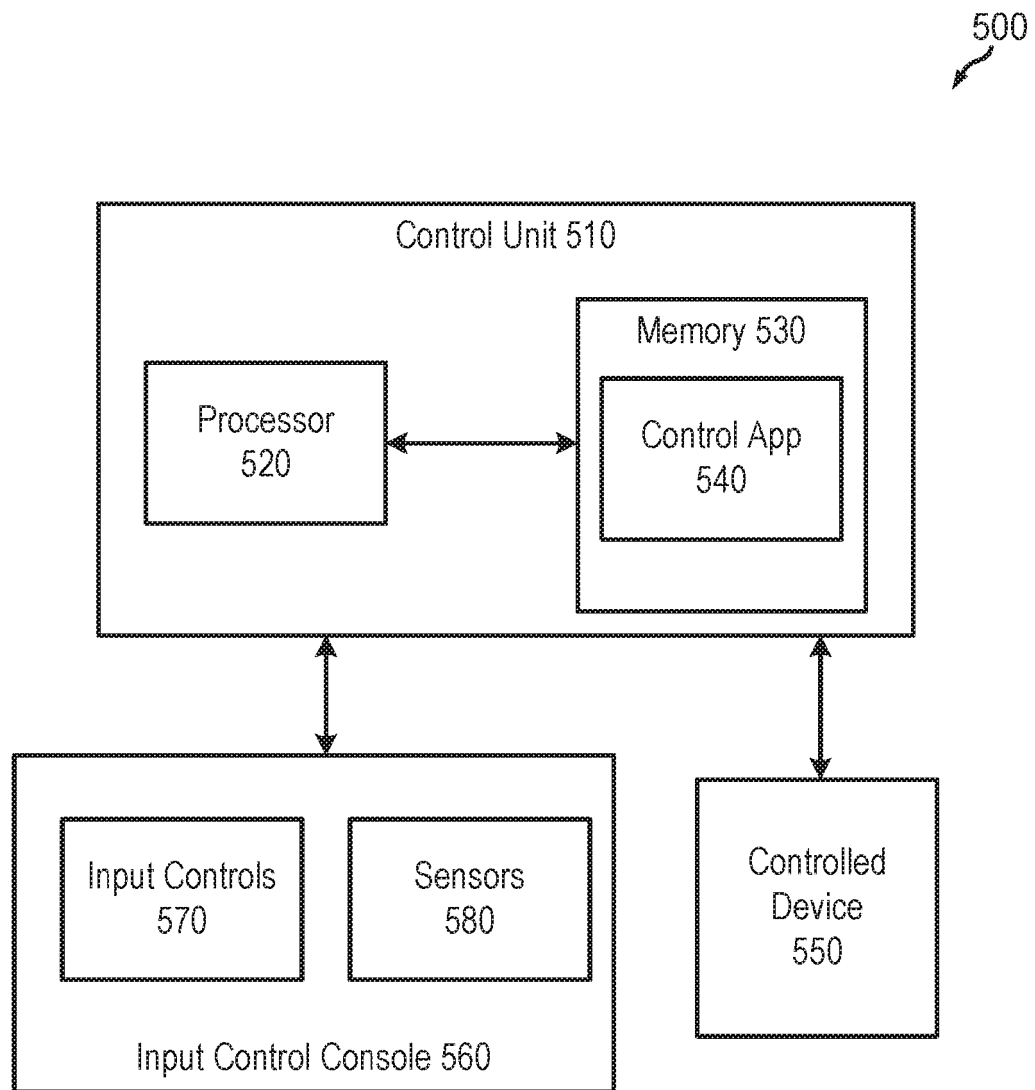 500
Control Unit 510
Memory 530
Processor
520
Control App
540
Input Controls
570
Sensors
580
Controlled
Device
550
Input Control Console 560